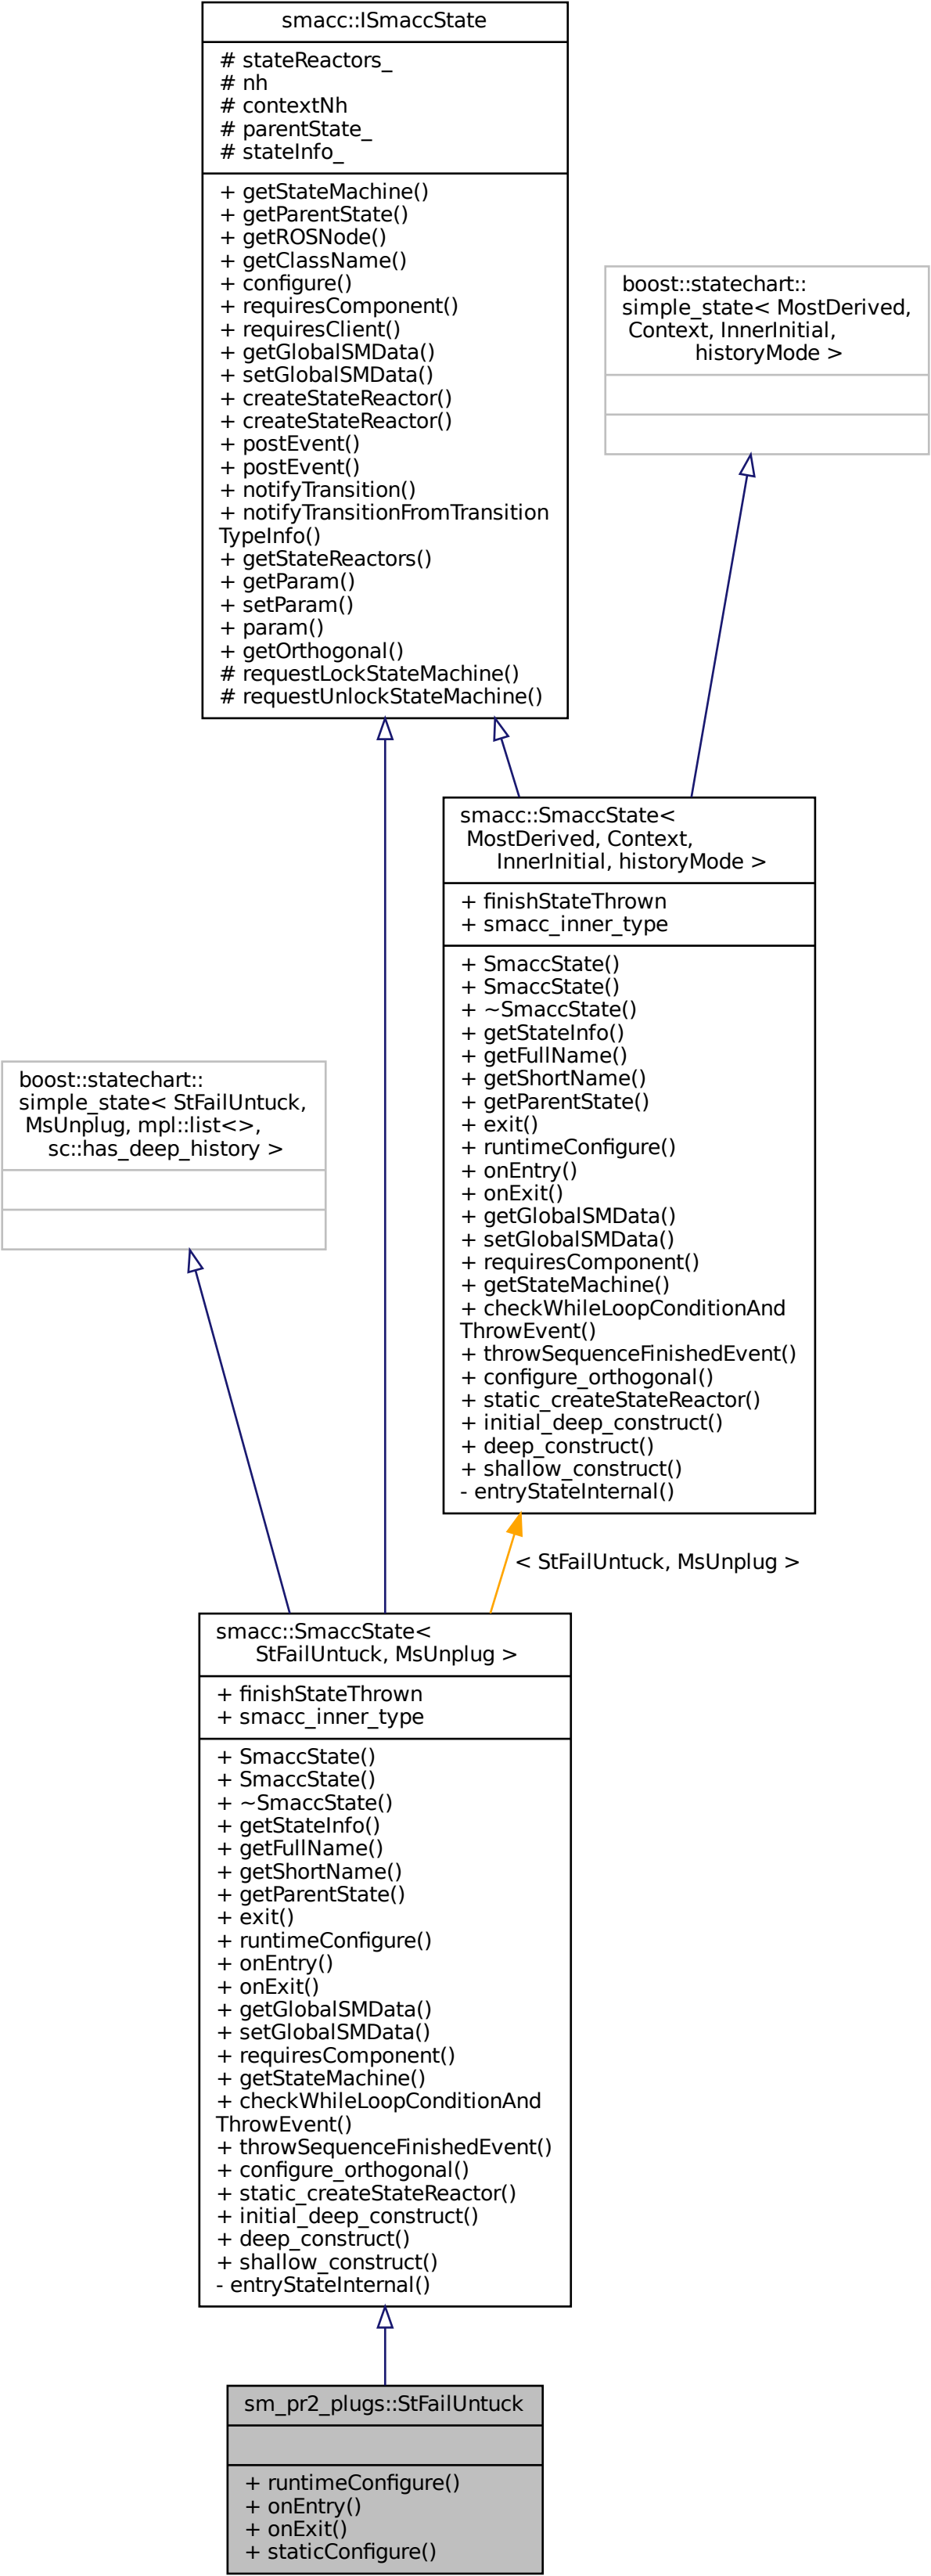 smacc::ISmaccState
# stateReactors_
# nh
# contextNh
# parentState_
# stateInfo_
+ getStateMachine()
+ getParentState()
+ getROSNode()
+ getClassName()
+ configure()
+ requiresComponent()
+ requiresClient()
+ getGlobalSMData()
+ setGlobalSMData()
+ createStateReactor()
+ createStateReactor()
+ postEvent()
+ postEvent()
+ notifyTransition()
+ notifyTransitionFromTransition
TypeInfo()
+ getStateReactors()
+ getParam()
+ setParam()
+ param()
+ getOrthogonal()
# requestLockStateMachine()
# requestUnlockStateMachine()
boost::statechart::
simple_state< MostDerived,
Context, InnerInitial,
historyMode >
smacc::SmaccState<
MostDerived, Context,
InnerInitial, historyMode >
+ finishStateThrown
+ smacc_inner_type
+ SmaccState()
+ SmaccState()
+ ~SmaccState()
+ getStateInfo()
+ getFullName()
+ getShortName()
+ getParentState()
+ exit()
+ runtimeConfigure()
+ onEntry()
+ onExit()
+ getGlobalSMData()
+ setGlobalSMData()
+ requiresComponent()
+ getStateMachine()
+ checkWhileLoopConditionAnd
ThrowEvent()
+ throwSequenceFinishedEvent()
+ configure_orthogonal()
+ static_createStateReactor()
+ initial_deep_construct()
+ deep_construct()
+ shallow_construct()
- entryStateInternal()
boost::statechart::
simple_state< StFailUntuck,
MsUnplug, mpl::list<>,
sc::has_deep_history >
< StFailUntuck, MsUnplug >
smacc::SmaccState<
StFailUntuck, MsUnplug >
+ finishStateThrown
+ smacc_inner_type
+ SmaccState()
+ SmaccState()
+ ~SmaccState()
+ getStateInfo()
+ getFullName()
+ getShortName()
+ getParentState()
+ exit()
+ runtimeConfigure()
+ onEntry()
+ onExit()
+ getGlobalSMData()
+ setGlobalSMData()
+ requiresComponent()
+ getStateMachine()
+ checkWhileLoopConditionAnd
ThrowEvent()
+ throwSequenceFinishedEvent()
+ configure_orthogonal()
+ static_createStateReactor()
+ initial_deep_construct()
+ deep_construct()
+ shallow_construct()
- entryStateInternal()
sm_pr2_plugs::StFailUntuck
+ runtimeConfigure()
+ onEntry()
+ onExit()
+ staticConfigure()